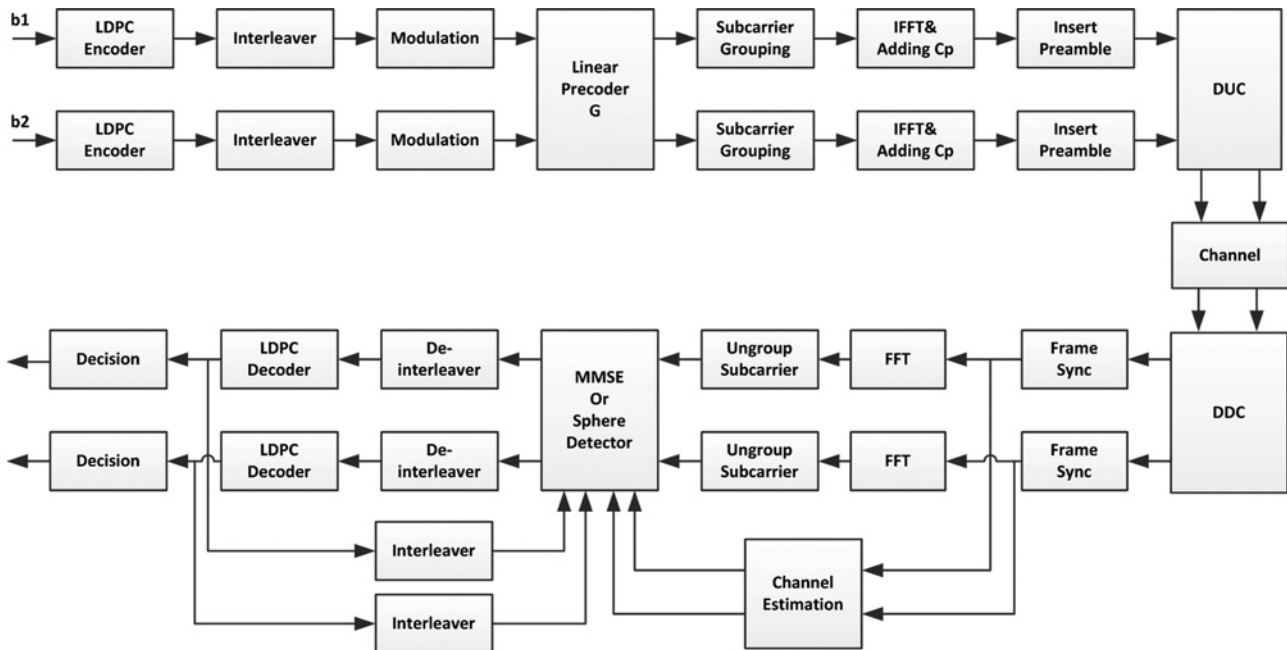 b1
LDPC
Encoder
Interleaver
Modulation
Linear
Precoder
G
Subcarrier
Grouping
IFFT&
Adding Cp
Insert
Preamble
DUC
b2
LDPC
Encoder
Interleaver
Modulation
Subcarrier
Grouping
IFFT&
Adding Cp
Insert
Preamble
Channel
Decision
LDPC
Decoder
De-
interleaver
MMSE
Or
Sphere
Detector
Ungroup
Subcarrier
FFT
Frame
Sync
DDC
Decision
LDPC
Decoder
De-
interleaver
Ungroup
Subcarrier
FFT
Frame
Sync
Interleaver
Channel
Estimation
Interleaver